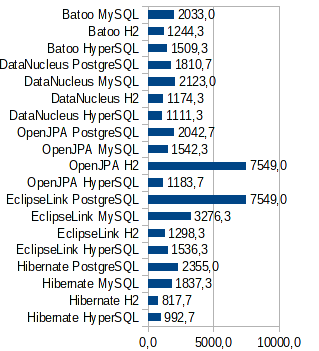 Batoo MySQL 2033,0
Batoo H2 1244,3
Batoo HyperSQL 1509,3
DataNucleus PostgreSQL 1810,7
DataNucleus MySQL 2123,0
DataNucleus H2 1174,3
DataNucleus HyperSQL 1111,3
OpenJPA PostgreSQL 2042,7
OpenJPA MySQL 1542,3
OpenJPA H2 7549,0
OpenJPA HyperSQL 1183,7
EclipseLink PostgreSQL 7549,0
EclipseLink MySQL 3276,3
EclipseLink H2 1298,3
EclipseLink HyperSQL 1536,3
Hibernate PostgreSQL 2355,0
Hibernate MySQL 1837,3
Hibernate H2 817,7
Hibernate HyperSQL 992,7
0,0 5000,0 10000,0